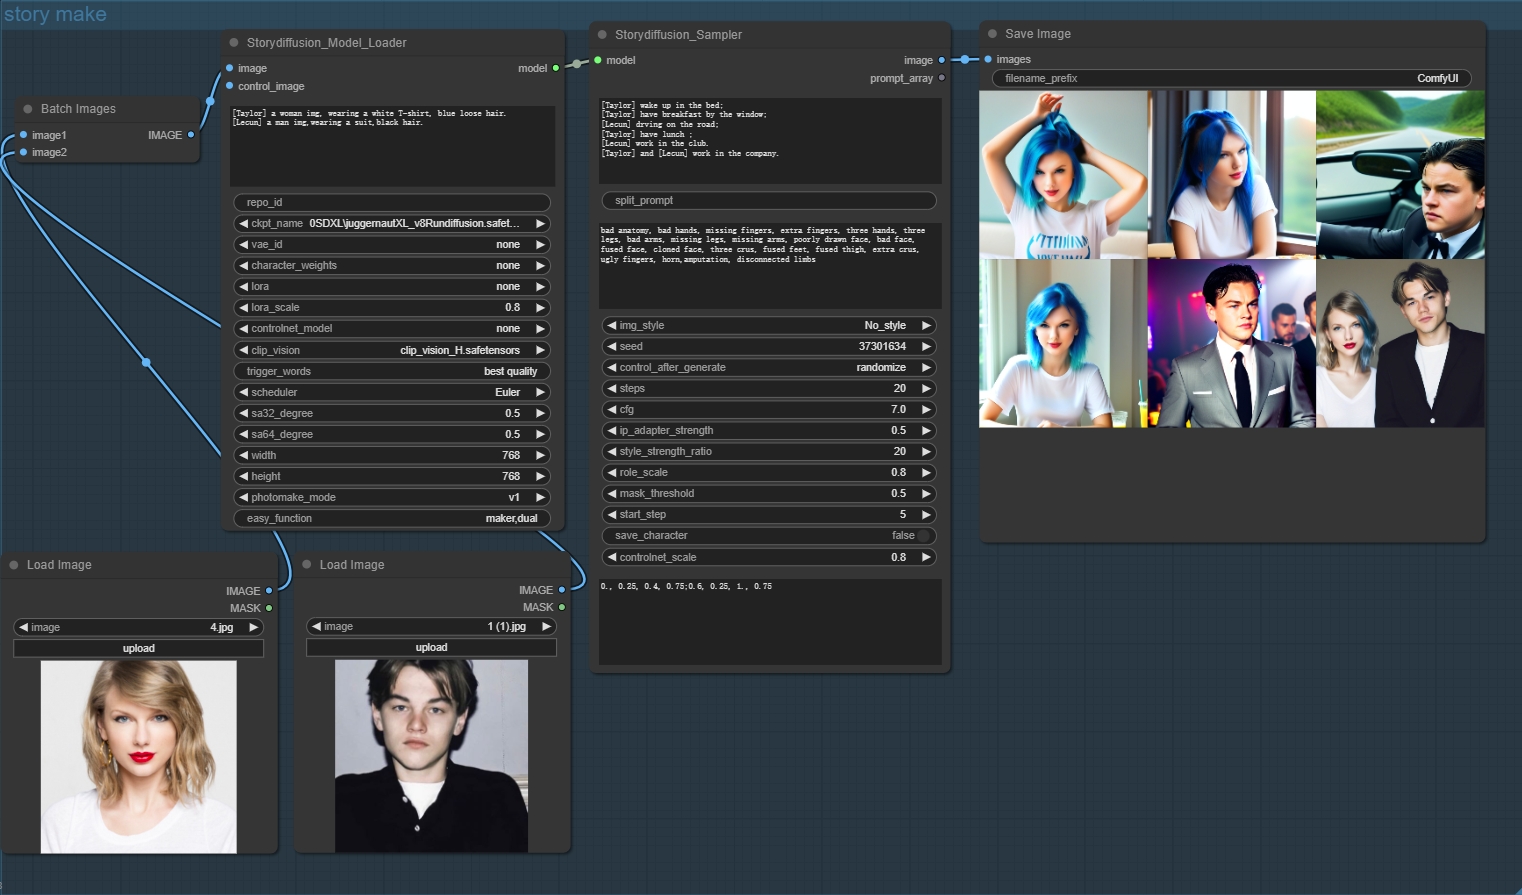 story make
Batch Images
image1
IMAGE
image2
Storydiffusion_Model_Loader
image
model
control_image
[Taylor] a woman img, wearing a white T-shirt, blue loose hair.
[Lecun] a man img,wearing a suit,black hair.
repo_id
ckpt_name 0SDXL\juggernautXL_v8Rundiffusion.safet...
vae_id none
character_weights none
lora none
lora_scale 0.8
controlnet_model none
clip_vision clip_vision_H.safetensors
trigger_words best quality
scheduler Euler
sa32_degree 0.5
sa64_degree 0.5
width 768
height 768
photomake_mode v1
easy_function maker,dual
Load Image
IMAGE
MASK
image 4.jpg
upload
Load Image
IMAGE
MASK
image 1 (1).jpg
upload
Storydiffusion_Sampler
model
image
prompt_array
[Taylor] wake up in the bed;
[Taylor] have breakfast by the window;
[Lecun] drving on the road;
[Taylor] have lunch ;
[Lecun] work in the club.
[Taylor] and [Lecun] work in the company.
split_prompt
bad anatomy, bad hands, missing fingers, extra fingers, three hands, three
legs, bad arms, missing legs, missing arms, poorly drawn face, bad face,
fused face, cloned face, three crus, fused feet, fused thigh, extra crus,
ugly fingers, horn,amputation, disconnected limbs
img_style No_style
seed 37301634
control_after_generate randomize
steps 20
cfg 7.0
ip_adapter_strength 0.5
style_strength_ratio 20
role_scale 0.8
mask_threshold 0.5
start_step 5
save_character false
controlnet_scale 0.8
0., 0.25, 0.4, 0.75;0.6, 0.25, 1., 0.75
Save Image
images
filename_prefix ComfyUI